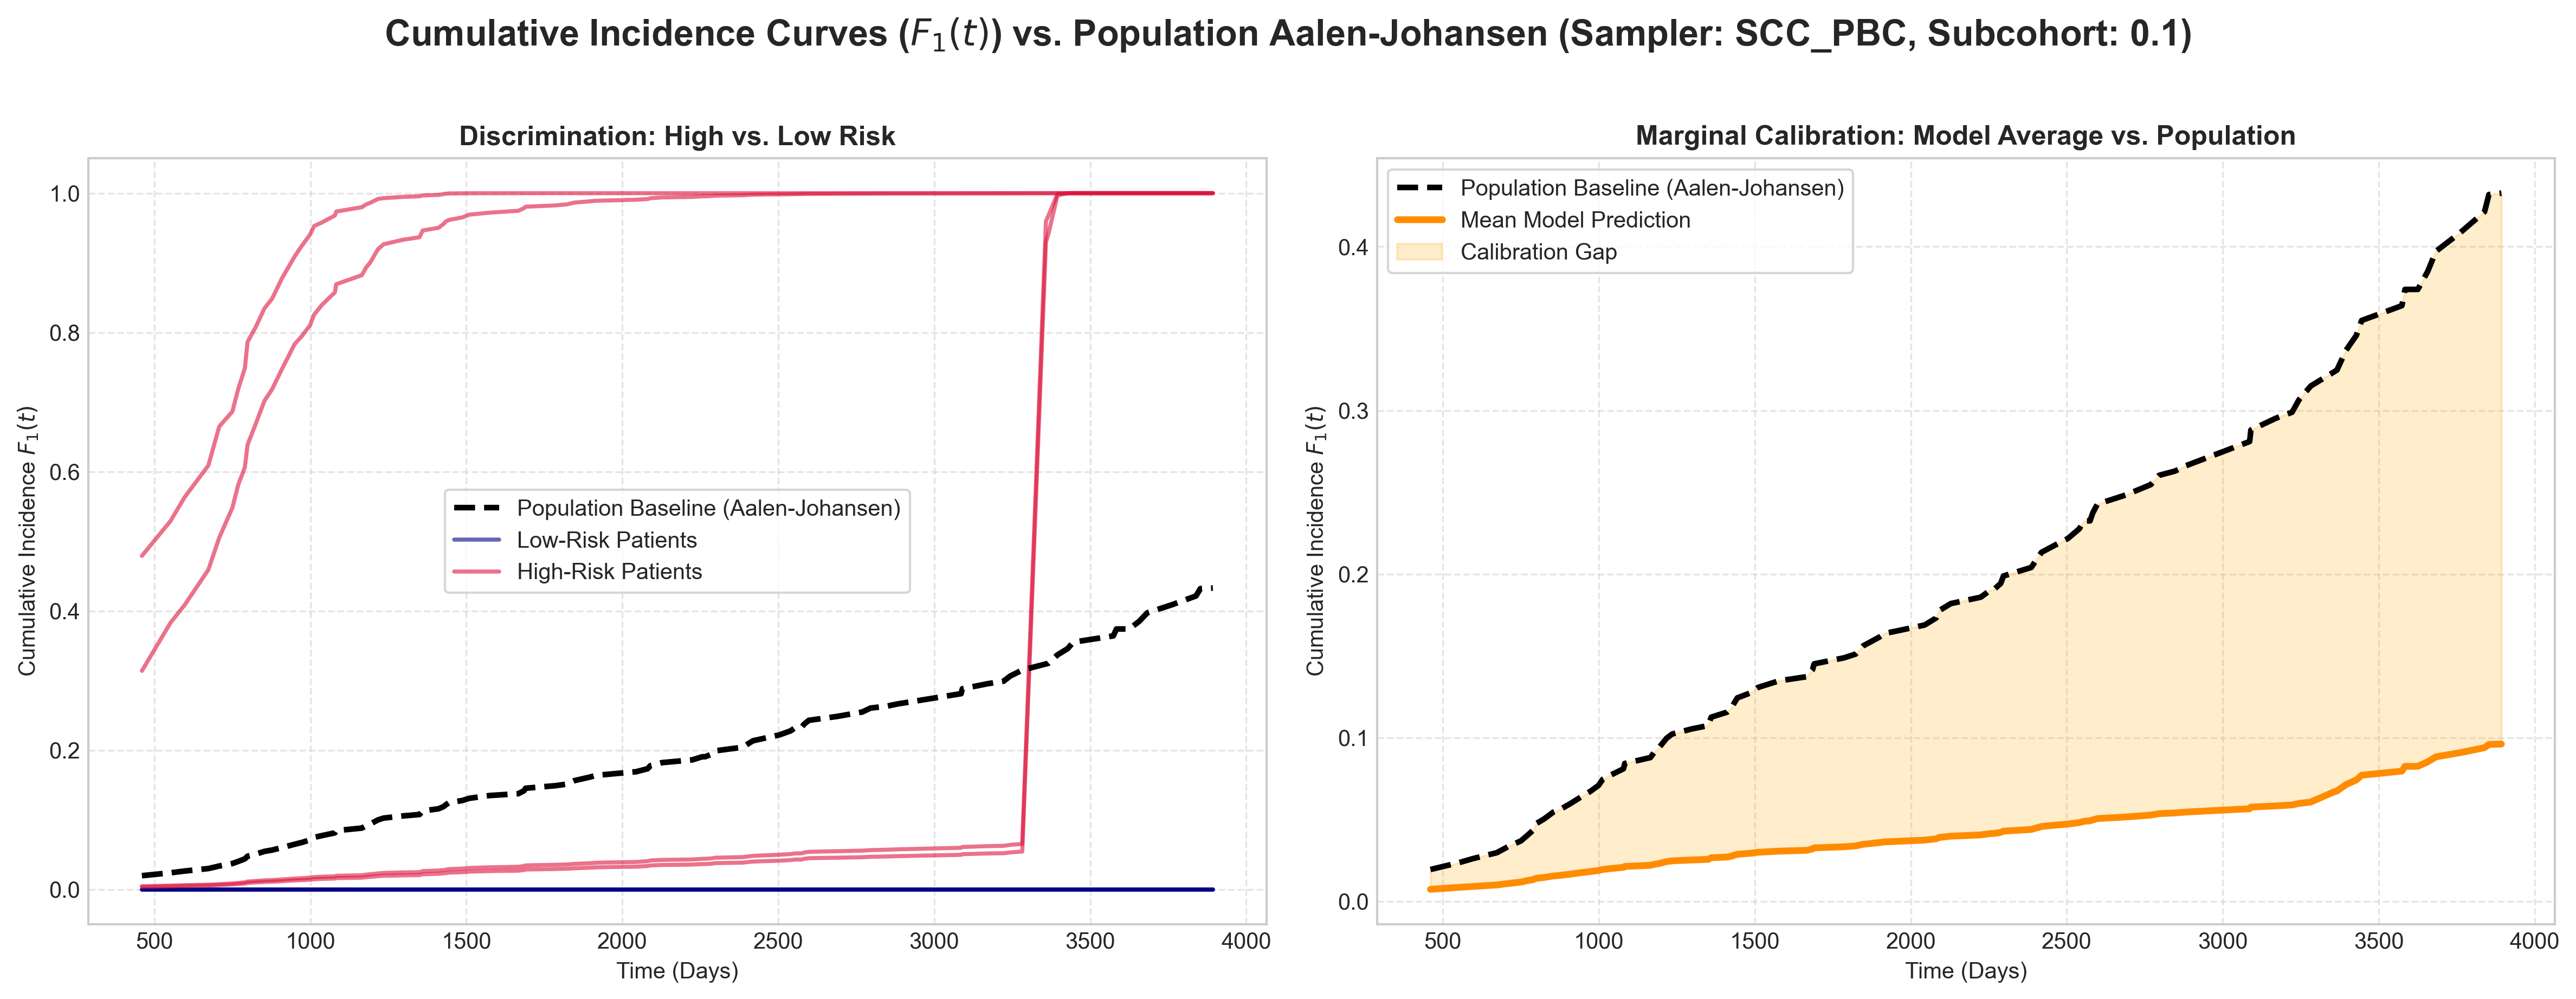 Cumulative Incidence Curves (F₁(t)) vs. Population Aalen-Johansen (Sampler: SCC_PBC, Subcohort: 0.1)
Discrimination: High vs. Low Risk
Cumulative Incidence F₁(t)
1.0
0.8
0.6
0.4
0.2
0.0
Population Baseline (Aalen-Johansen)
Low-Risk Patients
High-Risk Patients
500 1000 1500 2000 2500 3000 3500 4000
Time (Days)
Marginal Calibration: Model Average vs. Population
Cumulative Incidence F₁(t)
Population Baseline (Aalen-Johansen)
Mean Model Prediction
Calibration Gap
0.4
0.3
0.2
0.1
0.0
500 1000 1500 2000 2500 3000 3500 4000
Time (Days)